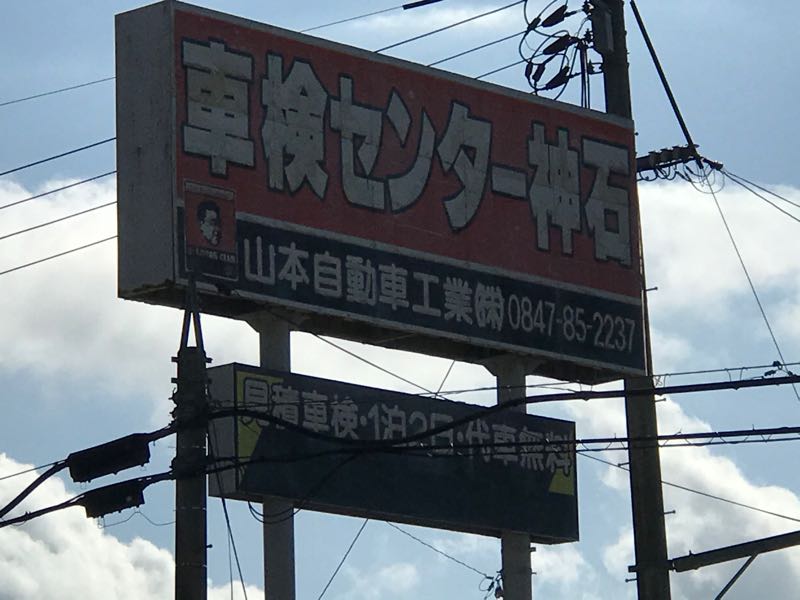 車検センター神石
山本自動車工業㈱ 0847-85-2237
見積車検・1泊2日・代車無料